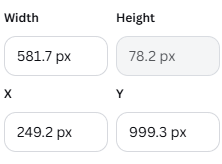 Width Height
581.7 px 78.2 px
X Y
249.2 px 999.3 px